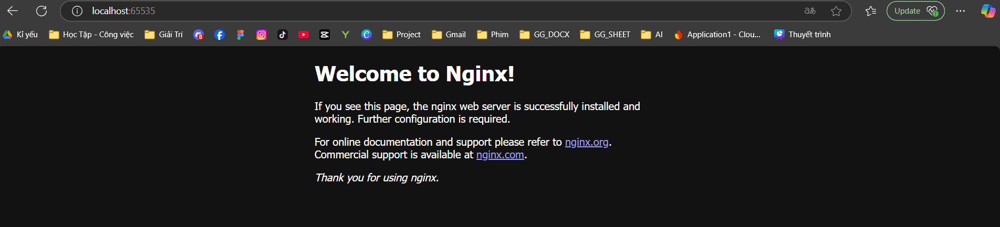 localhost:65535
aあ
Update
Kỉ yếu
Học Tập - Công việc
Giải Trí
8
Project
Gmail
Phim
GG_DOCX
GG_SHEET
AI
Application1 - Clou...
Thuyết trình
Welcome to Nginx!
If you see this page, the nginx web server is successfully installed and
working. Further configuration is required.
For online documentation and support please refer to nginx.org.
Commercial support is available at nginx.com.
Thank you for using nginx.